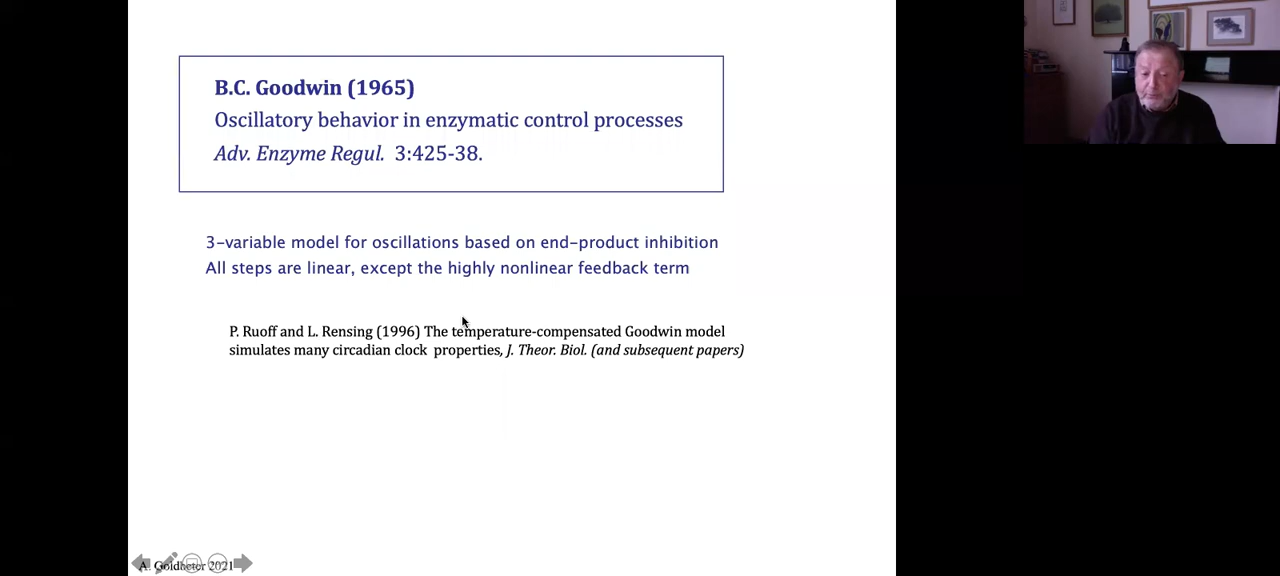 B.C. Goodwin (1965)
Oscillatory behavior in enzymatic control processes
Adv. Enzyme Regul. 3:425-38.
3-variable model for oscillations based on end-product inhibition
All steps are linear, except the highly nonlinear feedback term
P. Ruoff and L. Rensing (1996) The temperature-compensated Goodwin model
simulates many circadian clock properties, J. Theor. Biol. (and subsequent papers)
A. Goldbeter 2021